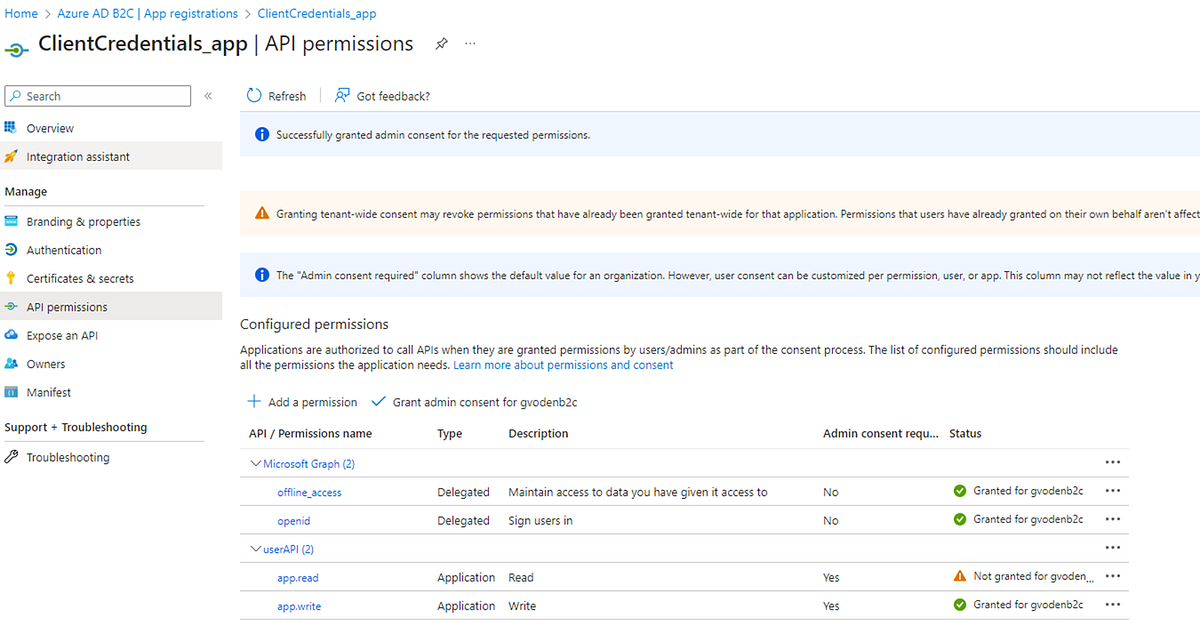 Home > Azure AD B2C | App registrations > ClientCredentials_app
ClientCredentials_app | API permissions
Search
Refresh
Got feedback?
Overview
Integration assistant
Manage
Branding & properties
Authentication
Certificates & secrets
API permissions
Expose an API
Owners
Manifest
Support + Troubleshooting
Troubleshooting
Successfully granted admin consent for the requested permissions.
Granting tenant-wide consent may revoke permissions that have already been granted tenant-wide for that application. Permissions that users have already granted on their own behalf aren't affect
The "Admin consent required" column shows the default value for an organization. However, user consent can be customized per permission, user, or app. This column may not reflect the value in y
Configured permissions
Applications are authorized to call APIs when they are granted permissions by users/admins as part of the consent process. The list of configured permissions should include
all the permissions the application needs. Learn more about permissions and consent
Add a permission Grant admin consent for gvodenb2c
API / Permissions name Type Description Admin consent requ... Status
Microsoft Graph (2)
offline_access Delegated Maintain access to data you have given it access to No Granted for gvodenb2c
openid Delegated Sign users in No Granted for gvodenb2c
userAPI (2)
app.read Application Read Yes Not granted for gvoden...
app.write Application Write Yes Granted for gvodenb2c